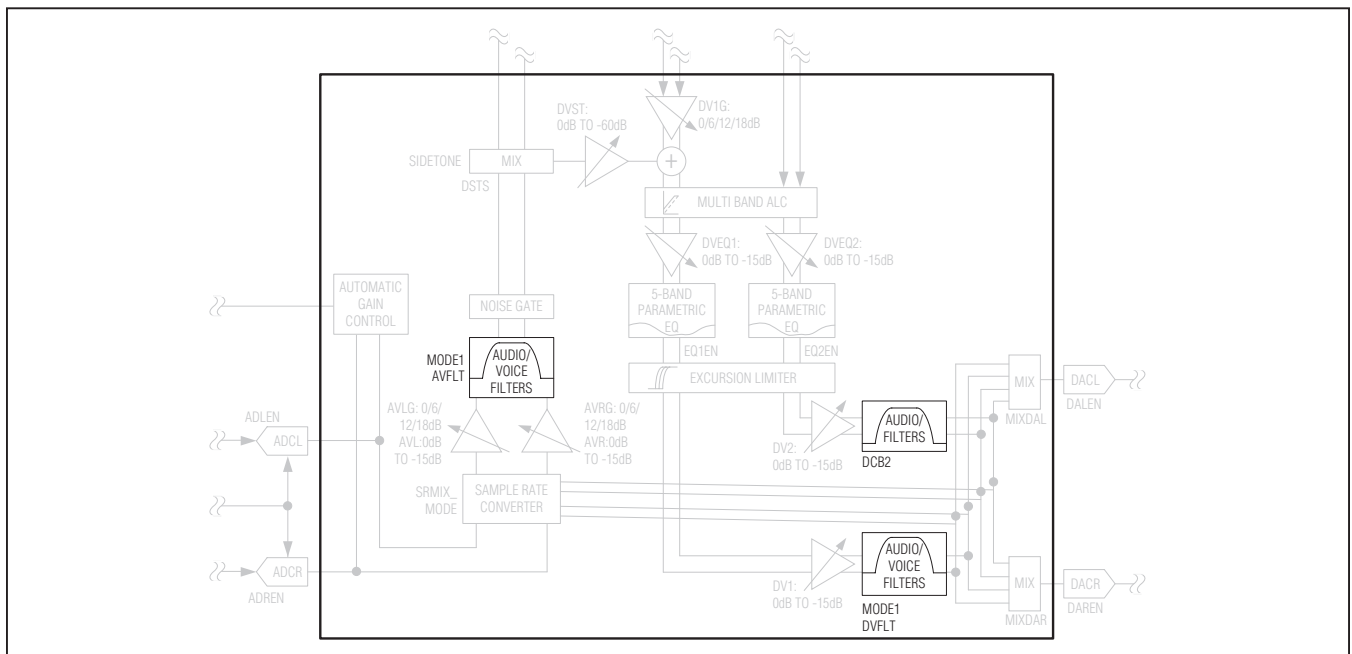 DVST:
0dB TO -60dB
DV1G:
0/6/12/18dB
SIDETONE
MIX
+
DSTS
MULTI BAND ALC
DVEQ1:
0dB TO -15dB
DVEQ2:
0dB TO -15dB
AUTOMATIC
GAIN
CONTROL
NOISE GATE
5-BAND
PARAMETRIC
EQ
5-BAND
PARAMETRIC
EQ
EQ1EN
EQ2EN
MODE1
AVFLT
AUDIO/
VOICE
FILTERS
EXCURSION LIMITER
MIX
MIXDAL
DACL
DALEN
AVLG: 0/6/
12/18dB
AVL:0dB
TO -15dB
AVRG: 0/6/
12/18dB
AVR:0dB
TO -15dB
ADLEN
ADCL
DV2:
0dB TO -15dB
AUDIO/
FILTERS
DCB2
SRMIX_
MODE
SAMPLE RATE
CONVERTER
ADCR
ADREN
DV1:
0dB TO -15dB
AUDIO/
VOICE
FILTERS
MODE1
DVFLT
MIX
MIXDAR
DACR
DAREN